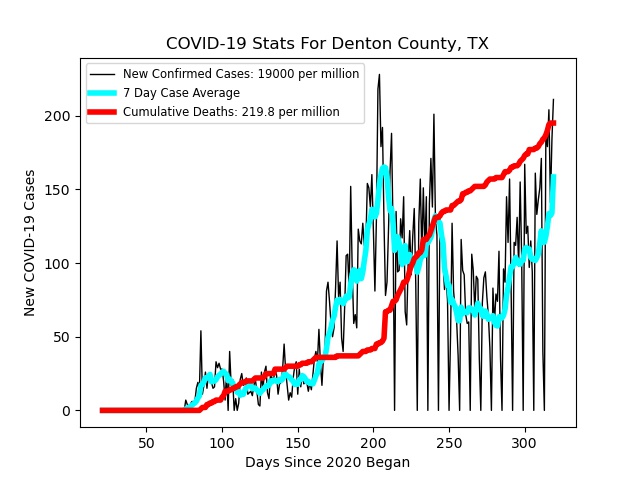 COVID-19 Stats For Denton County, TX
New Confirmed Cases: 19000 per million
7 Day Case Average
Cumulative Deaths: 219.8 per million
New COVID-19 Cases
200
150
100
50
0
50 100 150 200 250 300
Days Since 2020 Began